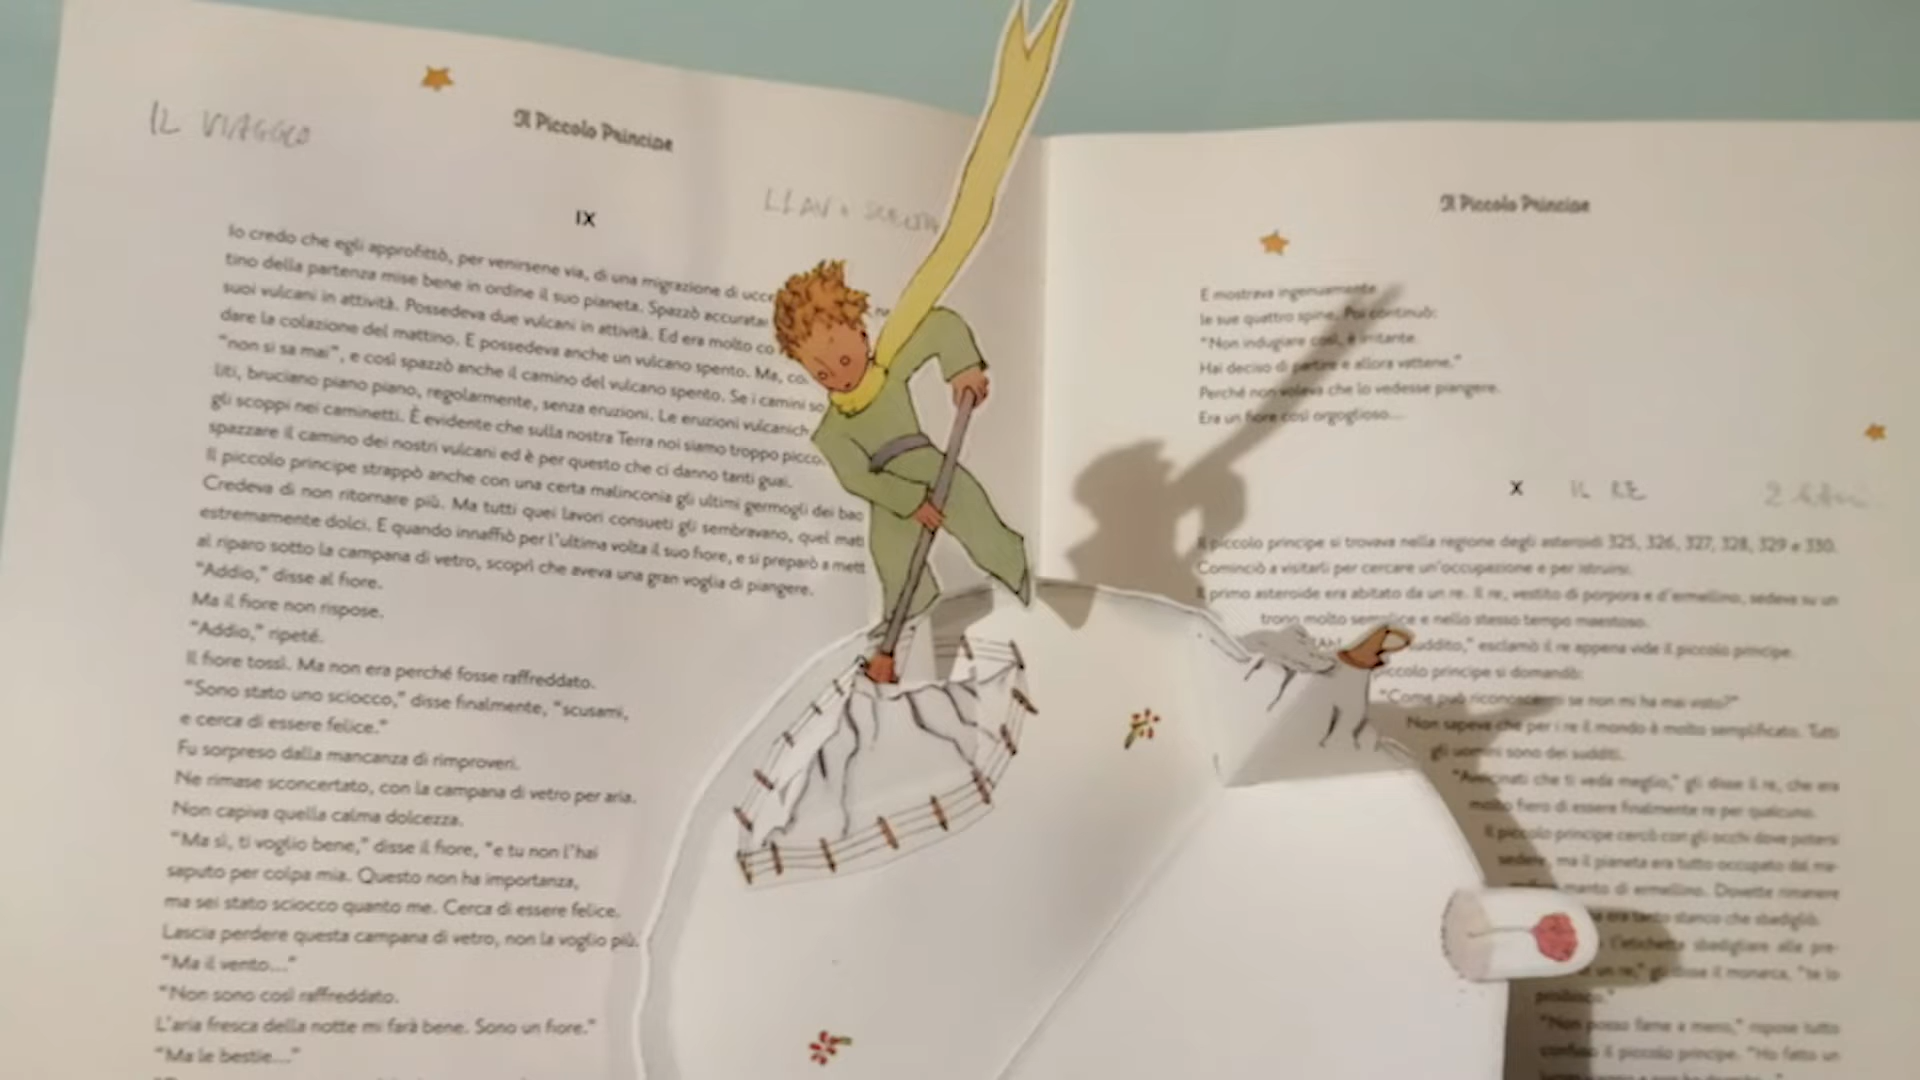 IL VIAGGIO
Il Piccolo Principe
IX
Io credo che egli approfittò, per venirsene via, di una migrazione di ucce
tino della partenza mise bene in ordine il suo pianeta. Spazzò accurata
suoi vulcani in attività. Possedeva due vulcani in attività. Ed era molto co
dare la colazione del mattino. E possedeva anche un vulcano spento. Ma, co
"non si sa mai", e così spazzò anche il camino del vulcano spento. Se i camini so
liti, bruciano piano piano, regolarmente, senza eruzioni. Le eruzioni vulcanich
gli scoppi nei caminetti. È evidente che sulla nostra Terra noi siamo troppo picco
spazzare il camino dei nostri vulcani ed è per questo che ci danno tanti guai.
Il piccolo principe strappò anche con una certa malinconia gli ultimi germogli dei bao
Credeva di non ritornare più. Ma tutti quei lavori consueti gli sembravano, quel mat
estremamente dolci. E quando innaffiò per l'ultima volta il suo fiore, e si preparò a mett
al riparo sotto la campana di vetro, scoprì che aveva una gran voglia di piangere.
"Addio," disse al fiore.
Ma il fiore non rispose.
"Addio," ripeté.
Il fiore tossì. Ma non era perché fosse raffreddato.
"Sono stato uno sciocco," disse finalmente, "scusami,
e cerca di essere felice."
Fu sorpreso dalla mancanza di rimproveri.
Ne rimase sconcertato, con la campana di vetro per aria.
Non capiva quella calma dolcezza.
"Ma sì, ti voglio bene," disse il fiore, "e tu non l'hai
saputo per colpa mia. Questo non ha importanza,
ma sei stato sciocco quanto me. Cerca di essere felice.
Lascia perdere questa campana di vetro, non la voglio più.
"Ma il vento..."
"Non sono così raffreddato.
L'aria fresca della notte mi farà bene. Sono un fiore."
"Ma le bestie..."
Il Piccolo Principe
E mostrava ingenuamente
le sue quattro spine. Poi continuò:
"Non indugiare così, è irritante.
Hai deciso di partire e allora vattene."
Perché non voleva che lo vedesse piangere.
Era un fiore così orgoglioso...
X IL RE
Il piccolo principe si trovava nella regione degli asteroidi 325, 326, 327, 328, 329 e 330.
Cominciò a visitarli per cercare un'occupazione e per istruirsi.
Il primo asteroide era abitato da un re. Il re, vestito di porpora e d'ermellino, sedeva su un
trono molto semplice e nello stesso tempo maestoso.
uddito," esclamò il re appena vide il piccolo principe.
piccolo principe si domandò:
"Come può riconoscermi se non mi ha mai visto?"
Non sapeva che per i re il mondo è molto semplificato. Tutti
gli uomini sono dei sudditi.
"Avvicinati che ti veda meglio," gli disse il re, che era
molto fiero di essere finalmente re per qualcuno.
Il piccolo principe cercò con gli occhi dove potersi
sedere, ma il pianeta era tutto occupato dal ma-
manto di ermellino. Dovette rimanere
era tanto stanco che sbadigliò.
l'etichetta sbadigliare alla pre-
un re," gli disse il monarca, "te lo
proibisco."
"Non posso farne a meno," rispose tutto
confuso il piccolo principe. "Ho fatto un